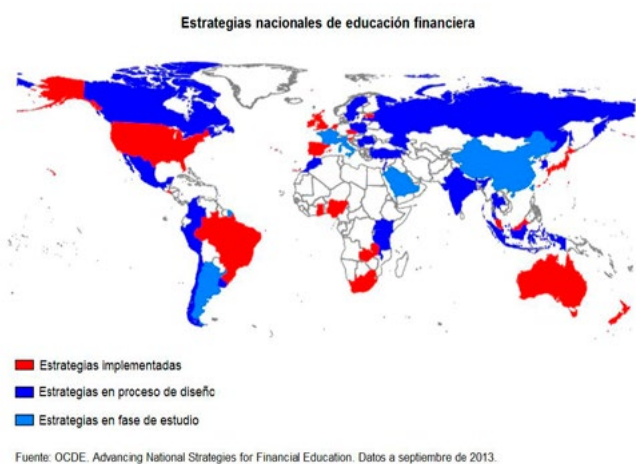 Estrategias nacionales de educación financiera
Estrategias implementadas
Estrategias en proceso de diseño
Estrategias en fase de estudio
Fuente: OCDE. Advancing National Strategies for Financial Education. Datos a septiembre de 2013.